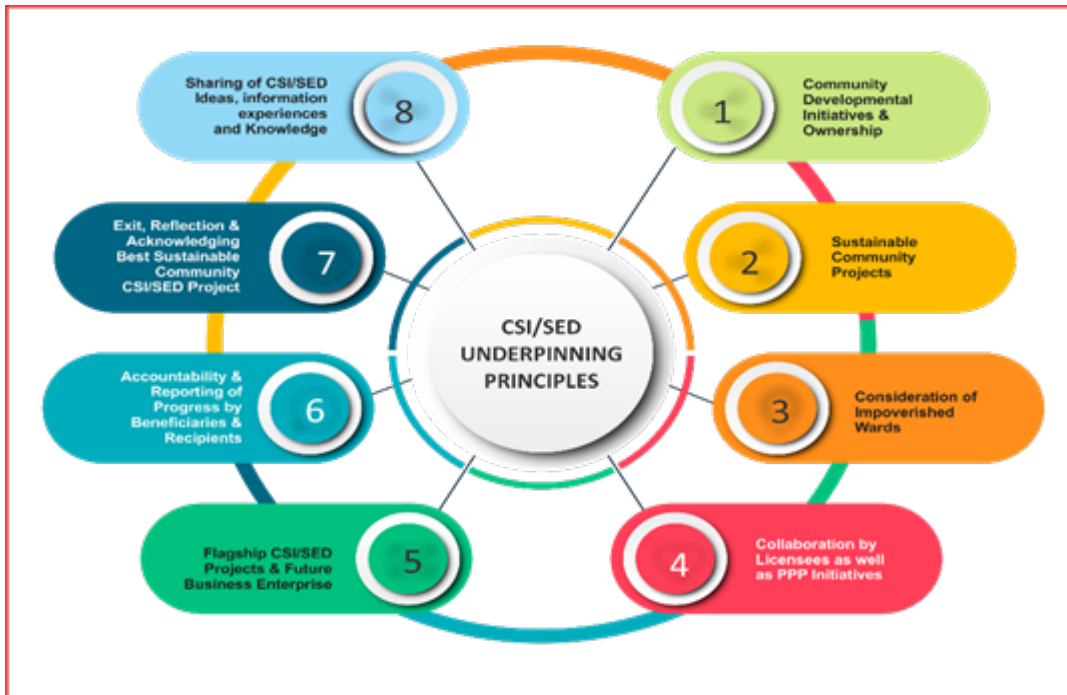 CSI/SED
UNDERPINNING
PRINCIPLES
1
Community
Developmental
Initiatives &
Ownership
2
Sustainable
Community
Projects
3
Consideration of
Impoverished
Wards
4
Collaboration by
Licensees as well
as PPP Initiatives
5
Flagship CSI/SED
Projects & Future
Business Enterprise
6
Accountability &
Reporting of
Progress by
Beneficiaries &
Recipients
7
Exit, Reflection &
Acknowledging
Best Sustainable
Community
CSI/SED Project
8
Sharing of CSI/SED
Ideas, information
experiences
and Knowledge